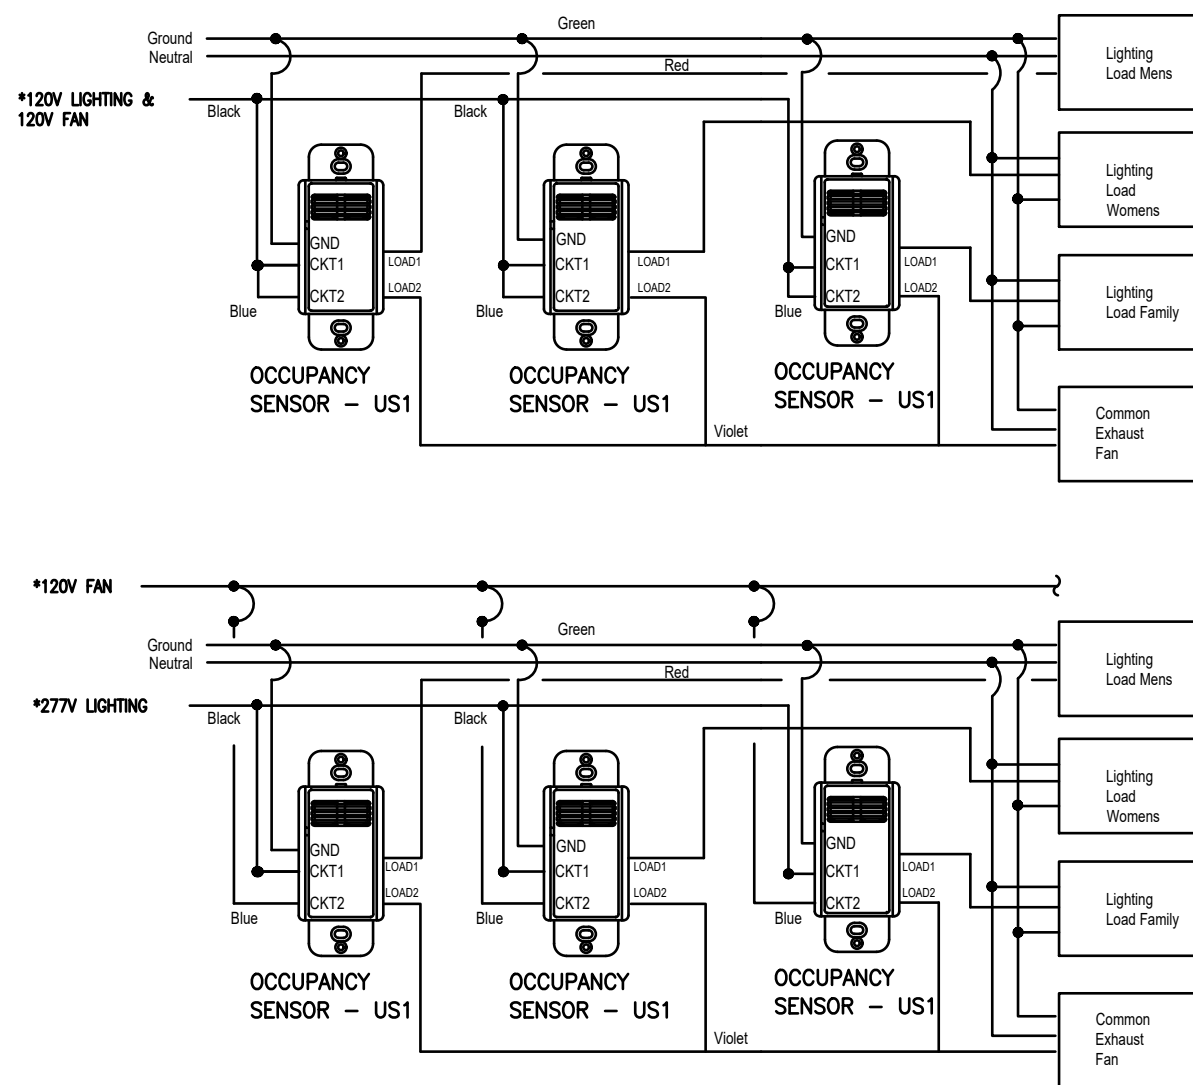 Green
Ground
Neutral
Red
Lighting
Load Mens
*120V LIGHTING &
120V FAN
Black
Black
Lighting
Load
Womens
GND
CKT1
CKT2
LOAD1
LOAD2
Blue
GND
CKT1
CKT2
LOAD1
LOAD2
Blue
GND
CKT1
CKT2
LOAD1
LOAD2
Blue
Lighting
Load Family
OCCUPANCY
SENSOR – US1
OCCUPANCY
SENSOR – US1
OCCUPANCY
SENSOR – US1
Violet
Common
Exhaust
Fan
*120V FAN
Green
Ground
Neutral
Red
Lighting
Load Mens
*277V LIGHTING
Black
Black
Lighting
Load
Womens
GND
CKT1
CKT2
LOAD1
LOAD2
Blue
GND
CKT1
CKT2
LOAD1
LOAD2
Blue
GND
CKT1
CKT2
LOAD1
LOAD2
Blue
Lighting
Load Family
OCCUPANCY
SENSOR – US1
OCCUPANCY
SENSOR – US1
OCCUPANCY
SENSOR – US1
Violet
Common
Exhaust
Fan